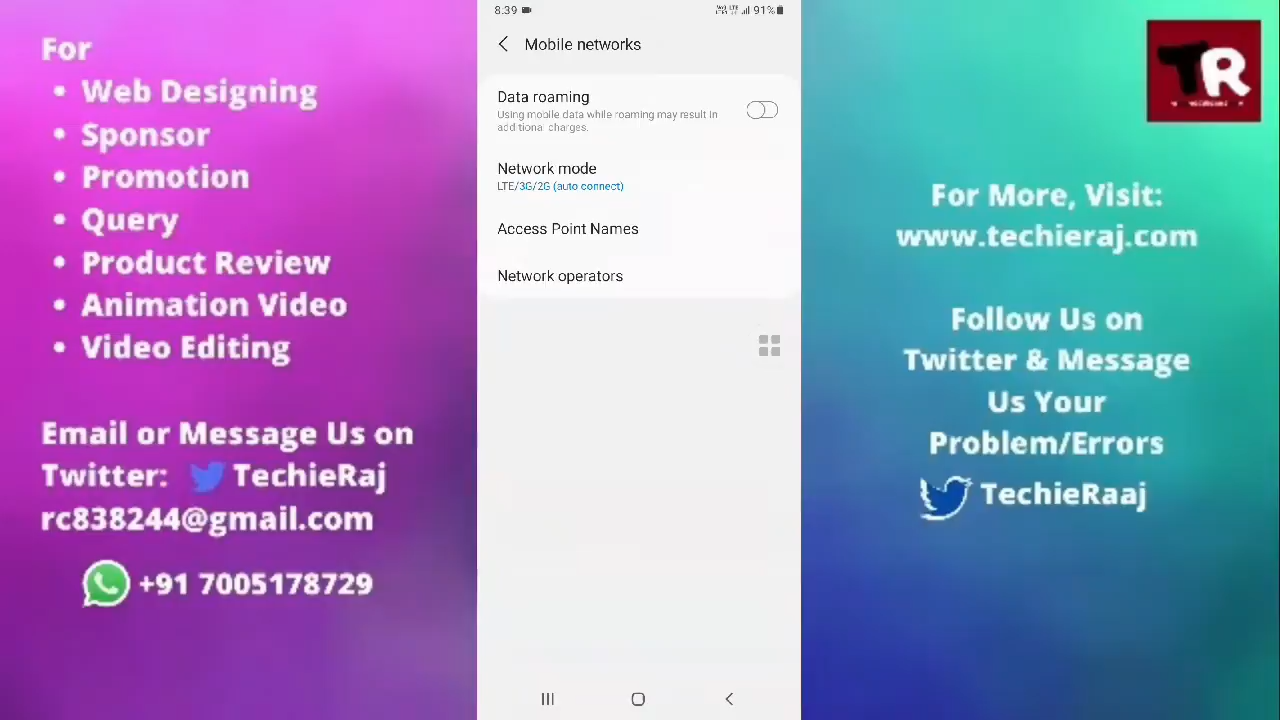 For
• Web Designing
• Sponsor
• Promotion
• Query
• Product Review
• Animation Video
• Video Editing
Email or Message Us on
Twitter: TechieRaj
rc838244@gmail.com
+91 7005178729
8:39
91%
Mobile networks
Data roaming
Using mobile data while roaming may result in
additional charges.
Network mode
LTE/3G/2G (auto connect)
Access Point Names
Network operators
TR
For More, Visit:
www.techieraj.com
Follow Us on
Twitter & Message
Us Your
Problem/Errors
TechieRaaj